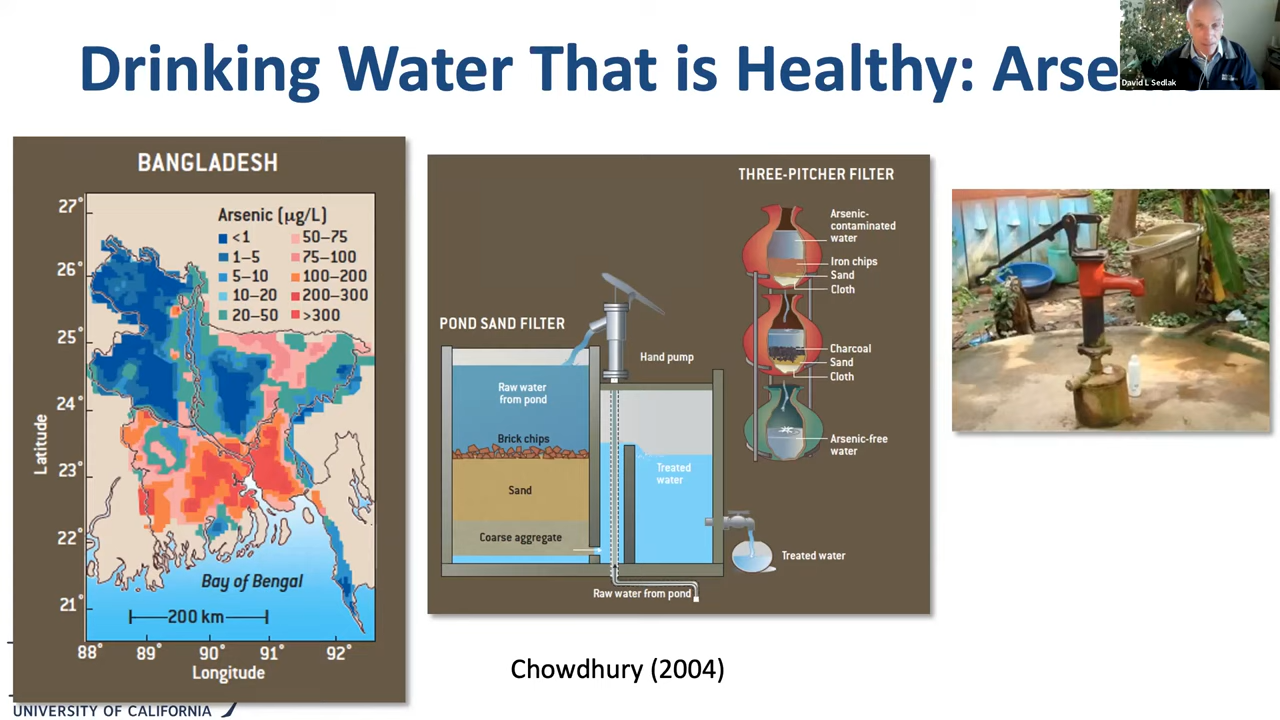 Drinking Water That is Healthy: Arse
David L Sedlak
BANGLADESH
Arsenic (μg/L)
<1
1–5
5–10
10–20
20–50
50–75
75–100
100–200
200–300
>300
27°
26°
25°
24°
23°
22°
21°
Latitude
Bay of Bengal
200 km
88°
89°
90°
91°
92°
Longitude
UNIVERSITY OF CALIFORNIA
POND SAND FILTER
Hand pump
Raw water
from pond
Brick chips
Sand
Coarse aggregate
Treated
water
Treated water
Raw water from pond
THREE-PITCHER FILTER
Arsenic-
contaminated
water
Iron chips
Sand
Cloth
Charcoal
Sand
Cloth
Arsenic-free
water
Chowdhury (2004)